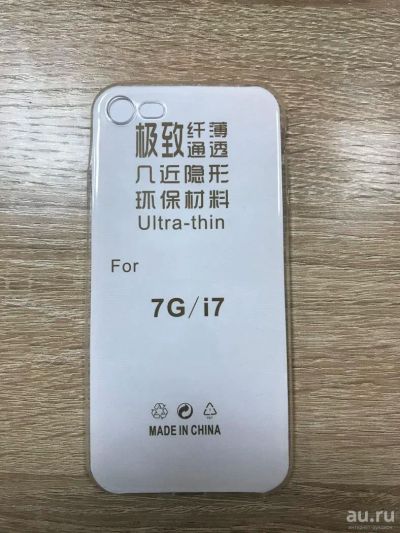 极致纤薄
通透
几近隐形
环保材料
Ultra-thin
For
7G/i7
MADE IN CHINA
au.ru